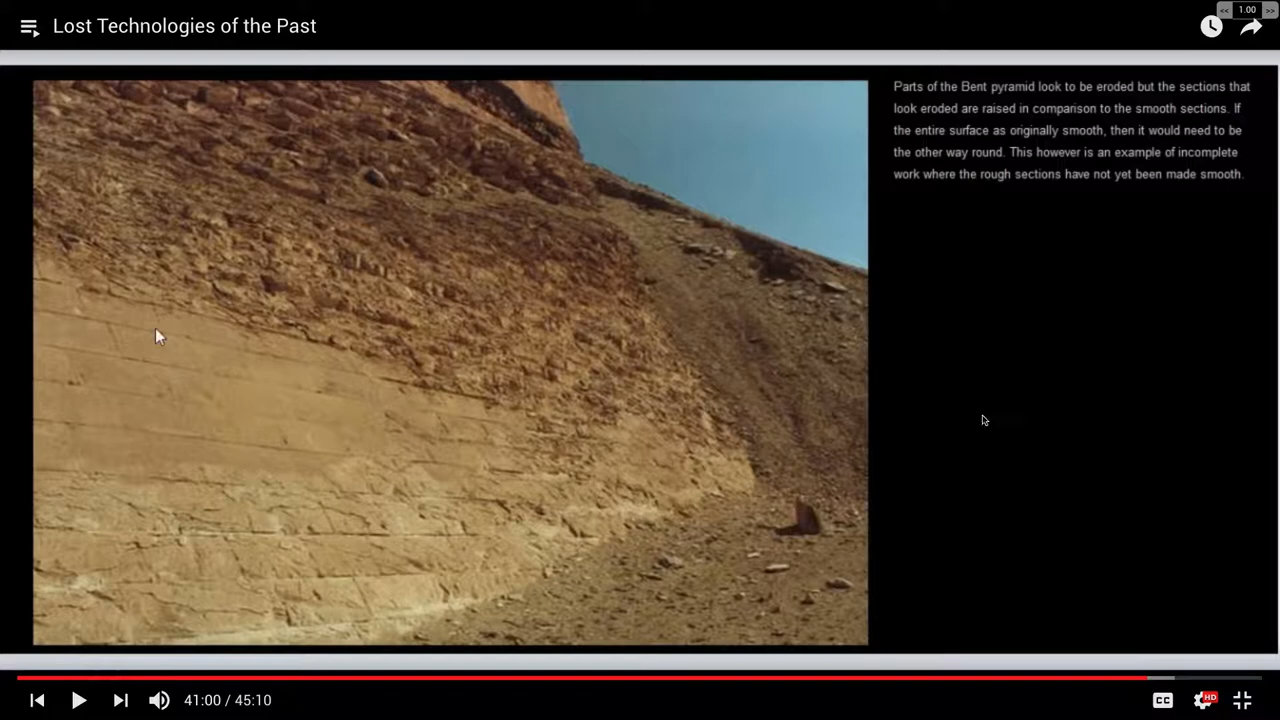 << 1.00 >>
Lost Technologies of the Past
Parts of the Bent pyramid look to be eroded but the sections that
look eroded are raised in comparison to the smooth sections. If
the entire surface as originally smooth, then it would need to be
the other way round. This however is an example of incomplete
work where the rough sections have not yet been made smooth.
41:00 / 45:10
CC
HD